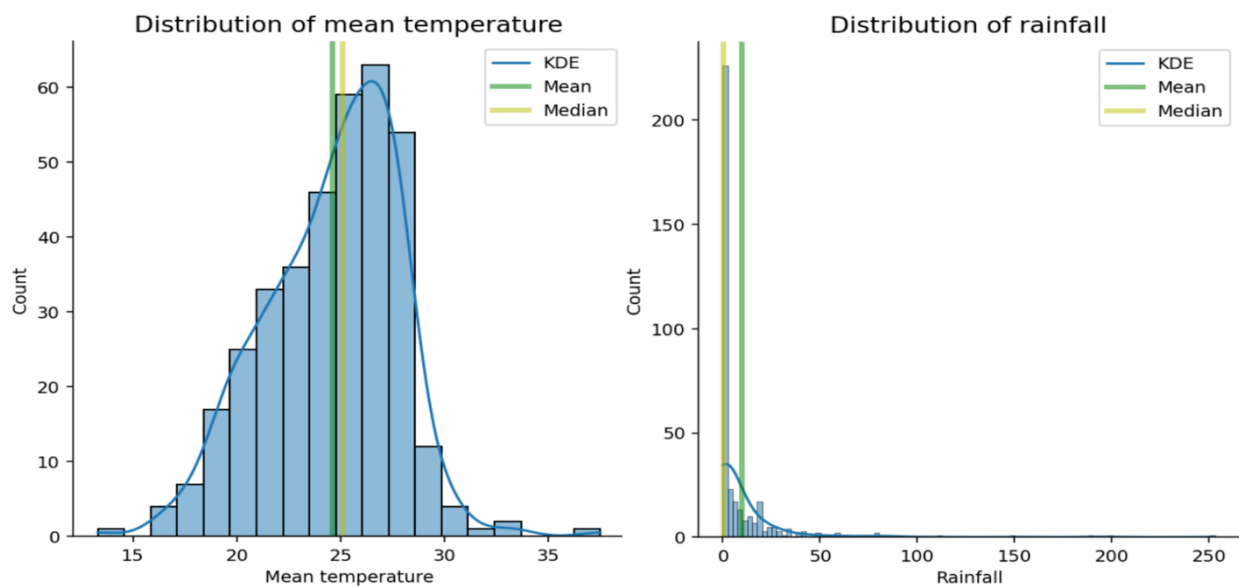 Distribution of mean temperature
60
50
40
30
20
10
0
Count
15
20
25
30
35
Mean temperature
KDE
Mean
Median
Distribution of rainfall
200
150
100
50
0
Count
0
50
100
150
200
250
Rainfall
KDE
Mean
Median